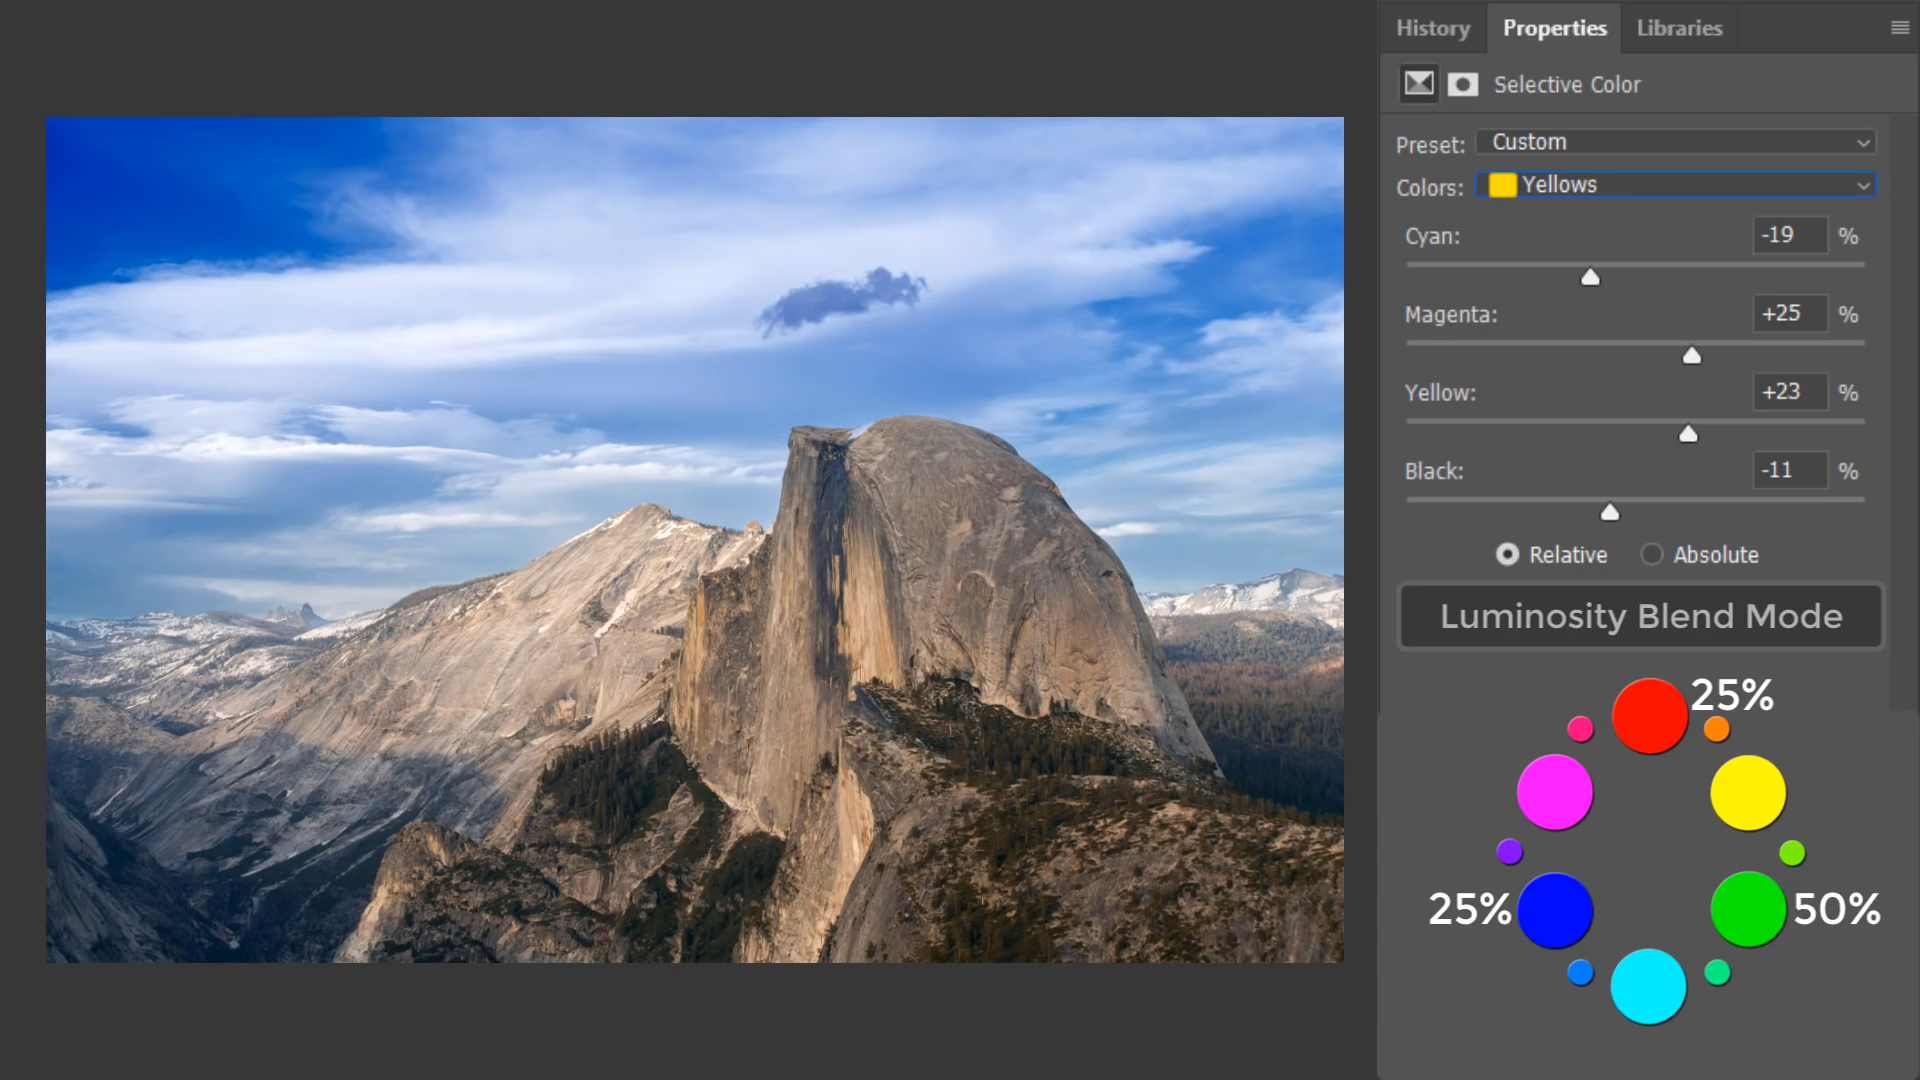 History Properties Libraries
Selective Color
Preset: Custom
Colors: Yellows
Cyan: -19 %
Magenta: +25 %
Yellow: +23 %
Black: -11 %
Relative Absolute
Luminosity Blend Mode
25%
25% 50%